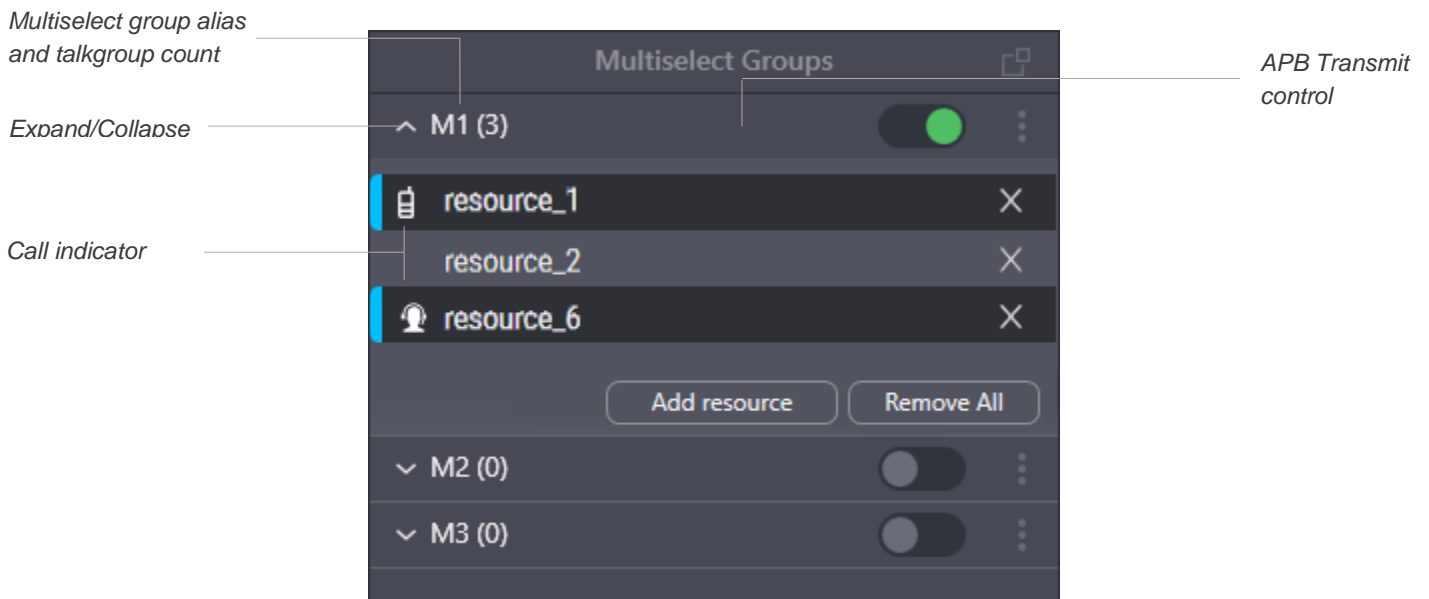 Multiselect group alias
and talkgroup count
Multiselect Groups
APB Transmit
control
Expand/Collapse
M1 (3)
resource_1
Call indicator
resource_2
resource_6
Add resource
Remove All
M2 (0)
M3 (0)